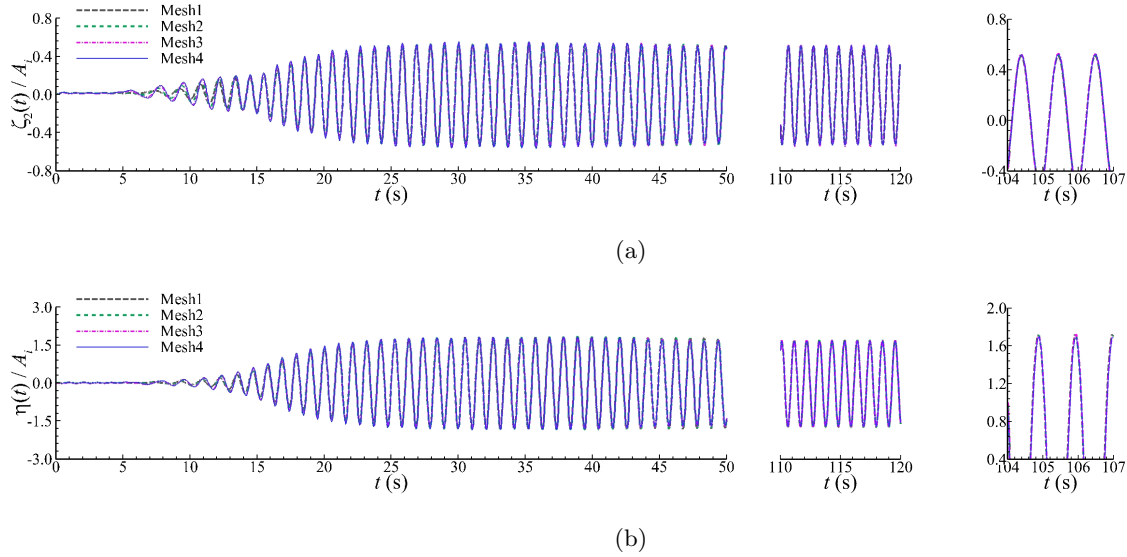 Mesh1
Mesh2
Mesh3
Mesh4
ζ2(t) / Ai
0.8
0.4
0.0
-0.4
-0.8
0 5 10 15 20 25 30 35 40 45 50
t (s)
110 115 120
t (s)
0.8
0.4
0.0
-0.4
104 105 106 107
t (s)
(a)
Mesh1
Mesh2
Mesh3
Mesh4
η(t) / Ai
3.0
1.5
0.0
-1.5
-3.0
0 5 10 15 20 25 30 35 40 45 50
t (s)
110 115 120
t (s)
2.0
1.6
1.2
0.8
0.4
104 105 106 107
t (s)
(b)